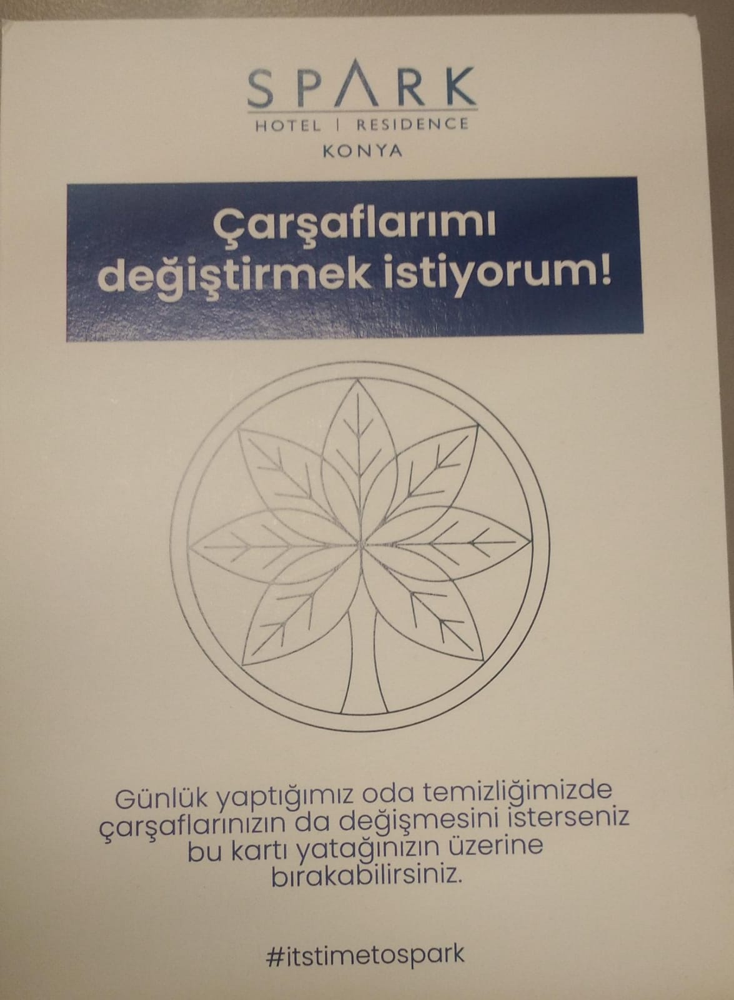 SPARK
HOTEL | RESIDENCE
KONYA
Çarşaflarımı
değiştirmek istiyorum!
Günlük yaptığımız oda temizliğimizde
çarşaflarınızın da değişmesini isterseniz
bu kartı yatağınızın üzerine
bırakabilirsiniz.
#itstimetospark